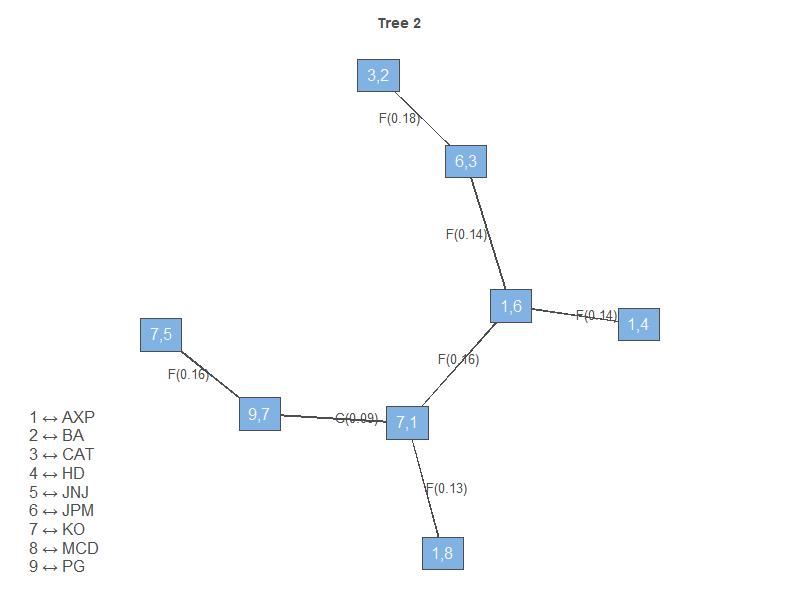 Tree 2
3,2
F(0.18)
6,3
F(0.14)
1,6
F(0.14)
1,4
7,5
F(0.16)
F(0.16)
9,7
G(0.09)
7,1
1 ↔ AXP
2 ↔ BA
3 ↔ CAT
4 ↔ HD
5 ↔ JNJ
6 ↔ JPM
7 ↔ KO
8 ↔ MCD
9 ↔ PG
F(0.13)
1,8